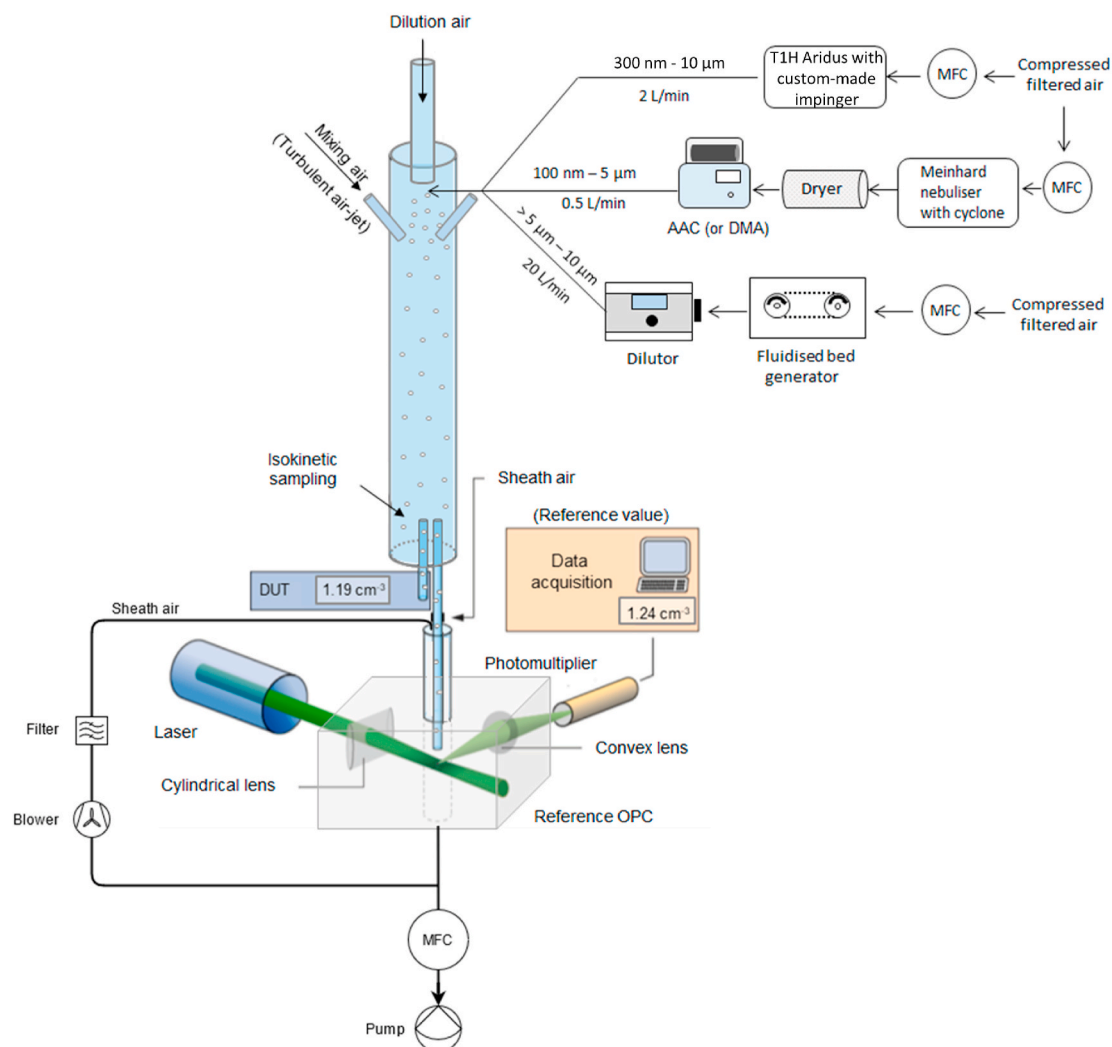 Dilution air
300 nm - 10 µm
2 L/min
T1H Aridus with
custom-made
impinger
MFC
Compressed
filtered air
Mixing air
(Turbulent air-jet)
100 nm – 5 µm
0.5 L/min
AAC (or DMA)
Dryer
Meinhard
nebuliser
with cyclone
MFC
> 5 µm – 10 µm
20 L/min
Dilutor
Fluidised bed
generator
MFC
Compressed
filtered air
Isokinetic
sampling
Sheath air
(Reference value)
Data
acquisition
1.24 cm-3
DUT
1.19 cm-3
Sheath air
Photomultiplier
Filter
Laser
Convex lens
Cylindrical lens
Blower
Reference OPC
MFC
Pump